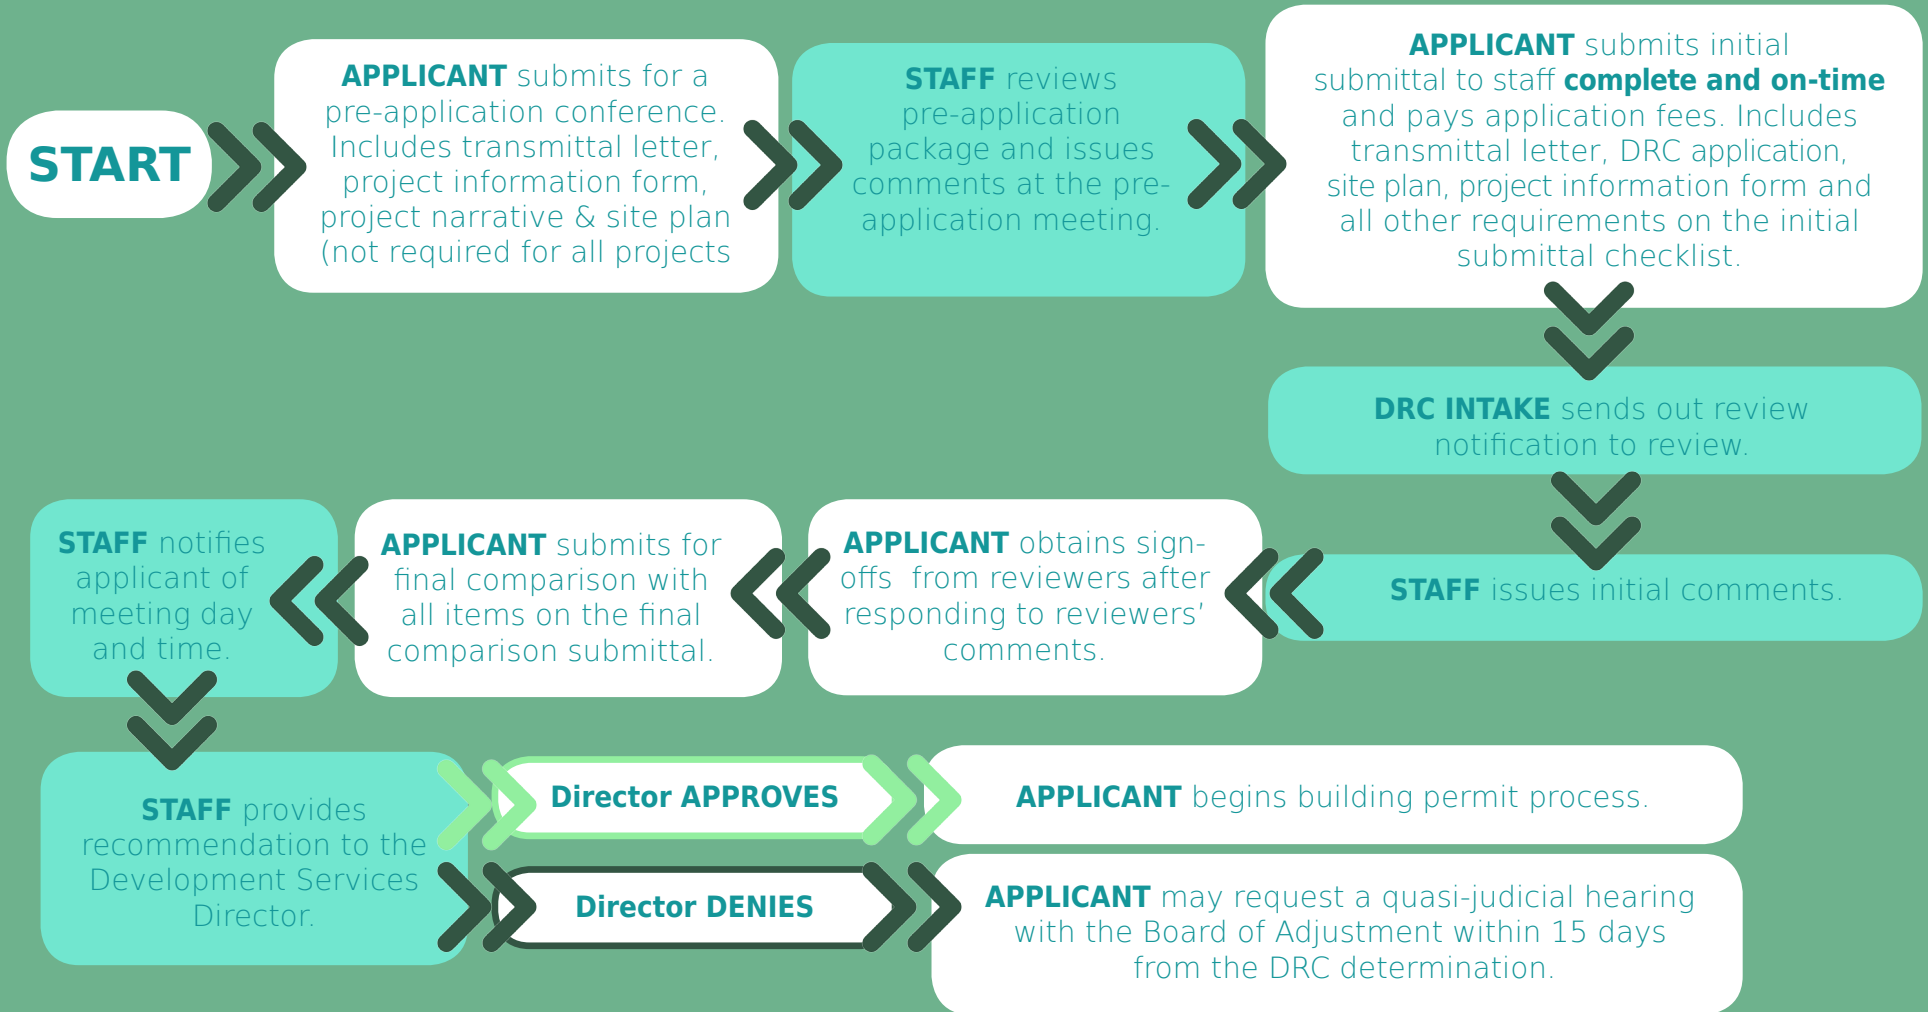 START
APPLICANT submits for a
pre-application conference.
Includes transmittal letter,
project information form,
project narrative & site plan
(not required for all projects
STAFF reviews
pre-application
package and issues
comments at the pre-
application meeting.
APPLICANT submits initial
submittal to staff complete and on-time
and pays application fees. Includes
transmittal letter, DRC application,
site plan, project information form and
all other requirements on the initial
submittal checklist.
DRC INTAKE sends out review
notification to review.
STAFF issues initial comments.
APPLICANT obtains sign-
offs from reviewers after
responding to reviewers’
comments.
APPLICANT submits for
final comparison with
all items on the final
comparison submittal.
STAFF notifies
applicant of
meeting day
and time.
STAFF provides
recommendation to the
Development Services
Director.
Director APPROVES
APPLICANT begins building permit process.
Director DENIES
APPLICANT may request a quasi-judicial hearing
with the Board of Adjustment within 15 days
from the DRC determination.